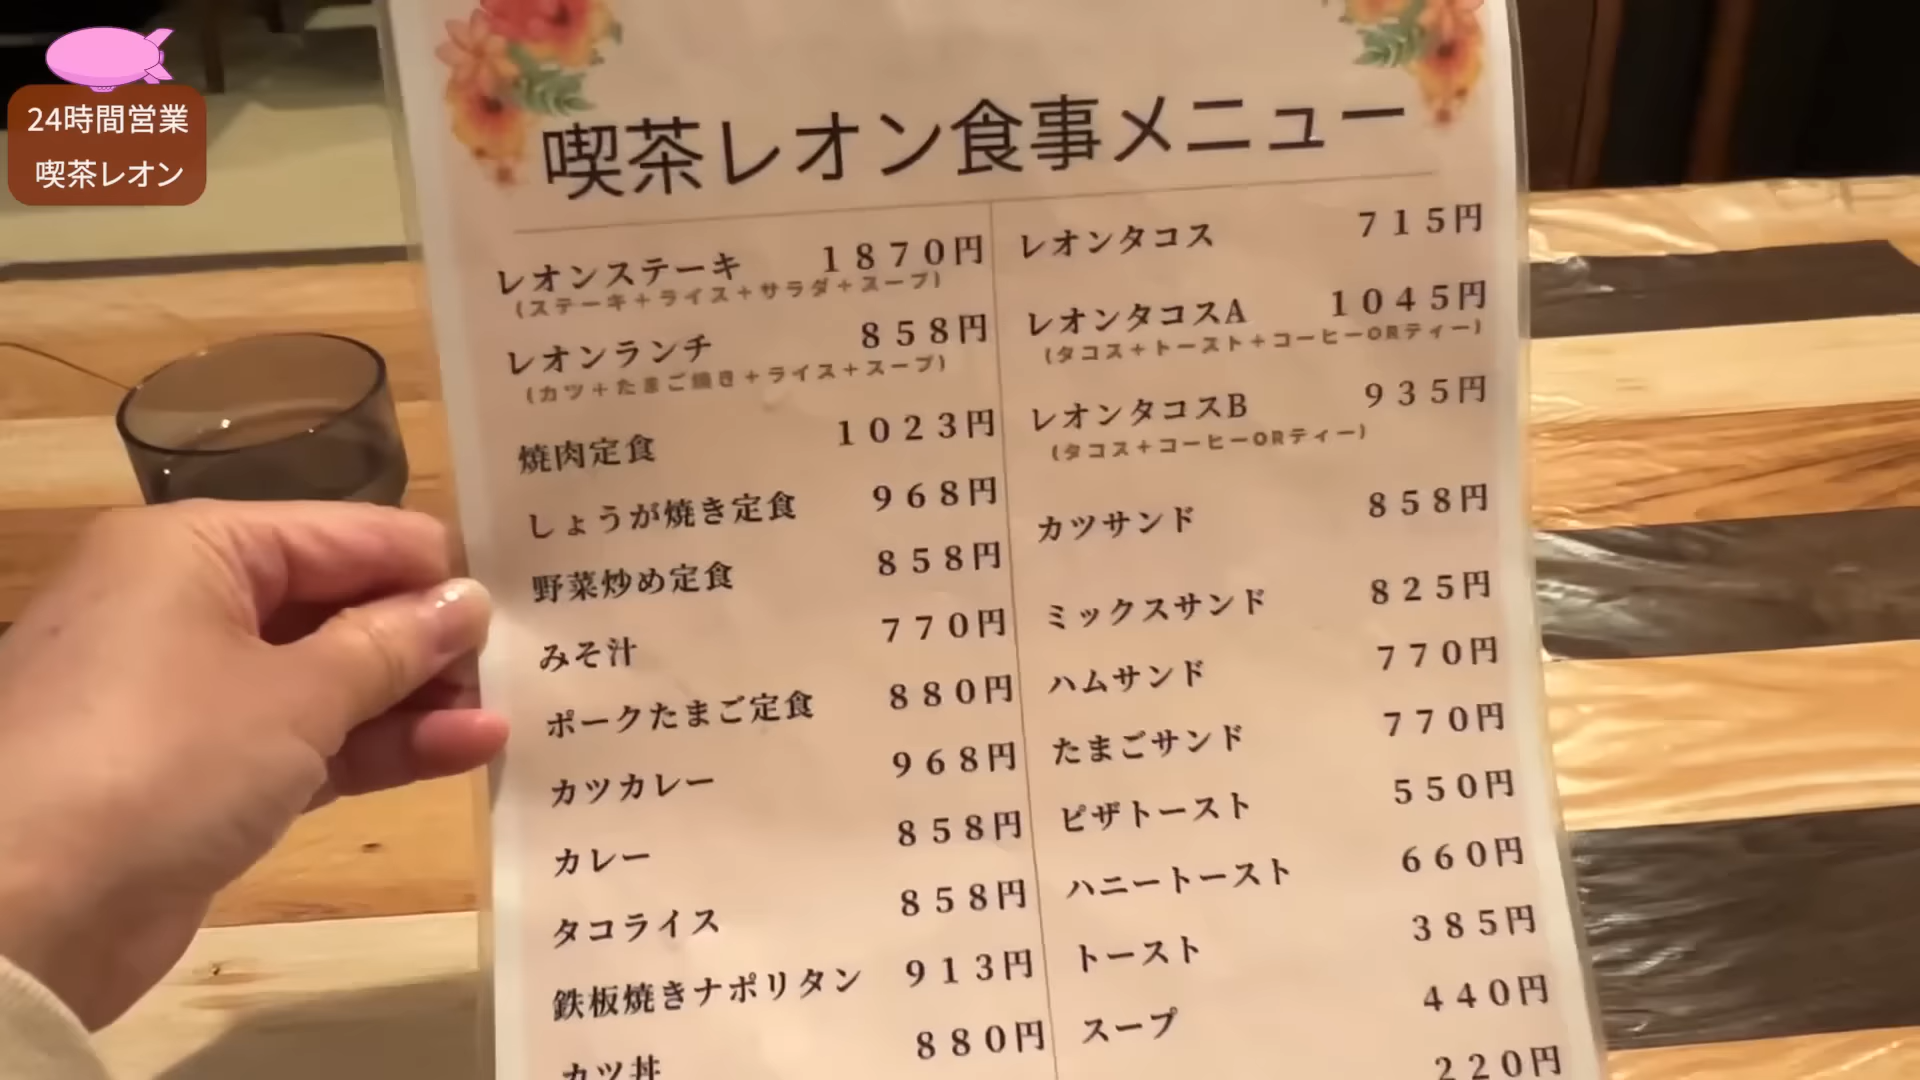 24時間営業
喫茶レオン
喫茶レオン食事メニュー
レオンステーキ 1870円
(ステーキ+ライス+サラダ+スープ)
レオンランチ 858円
(カツ+たまご焼き+ライス+スープ)
焼肉定食 1023円
しょうが焼き定食 968円
野菜炒め定食 858円
みそ汁 770円
ポークたまご定食 880円
カツカレー 968円
カレー 858円
タコライス 858円
鉄板焼きナポリタン 913円
カツ丼 880円
レオンタコス 715円
レオンタコスA 1045円
(タコス+トースト+コーヒーORティー)
レオンタコスB 935円
(タコス+コーヒーORティー)
カツサンド 858円
ミックスサンド 825円
ハムサンド 770円
たまごサンド 770円
ピザトースト 550円
ハニートースト 660円
トースト 385円
スープ 440円
220円